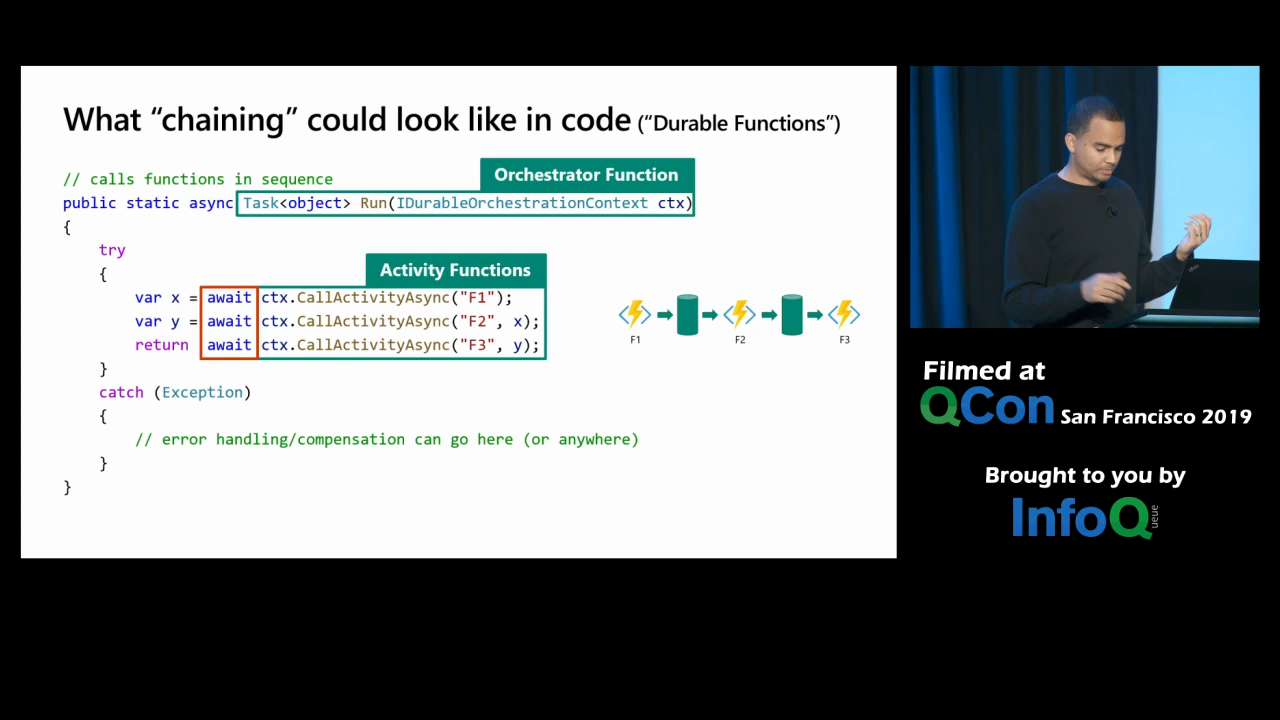 What “chaining” could look like in code (“Durable Functions”)
Orchestrator Function
// calls functions in sequence
public static async Task<object> Run(IDurableOrchestrationContext ctx)
{
try
{
Activity Functions
var x = await ctx.CallActivityAsync("F1");
var y = await ctx.CallActivityAsync("F2", x);
return await ctx.CallActivityAsync("F3", y);
}
catch (Exception)
{
// error handling/compensation can go here (or anywhere)
}
}
F1
F2
F3
Filmed at
QCon San Francisco 2019
Brought to you by
InfoQueue